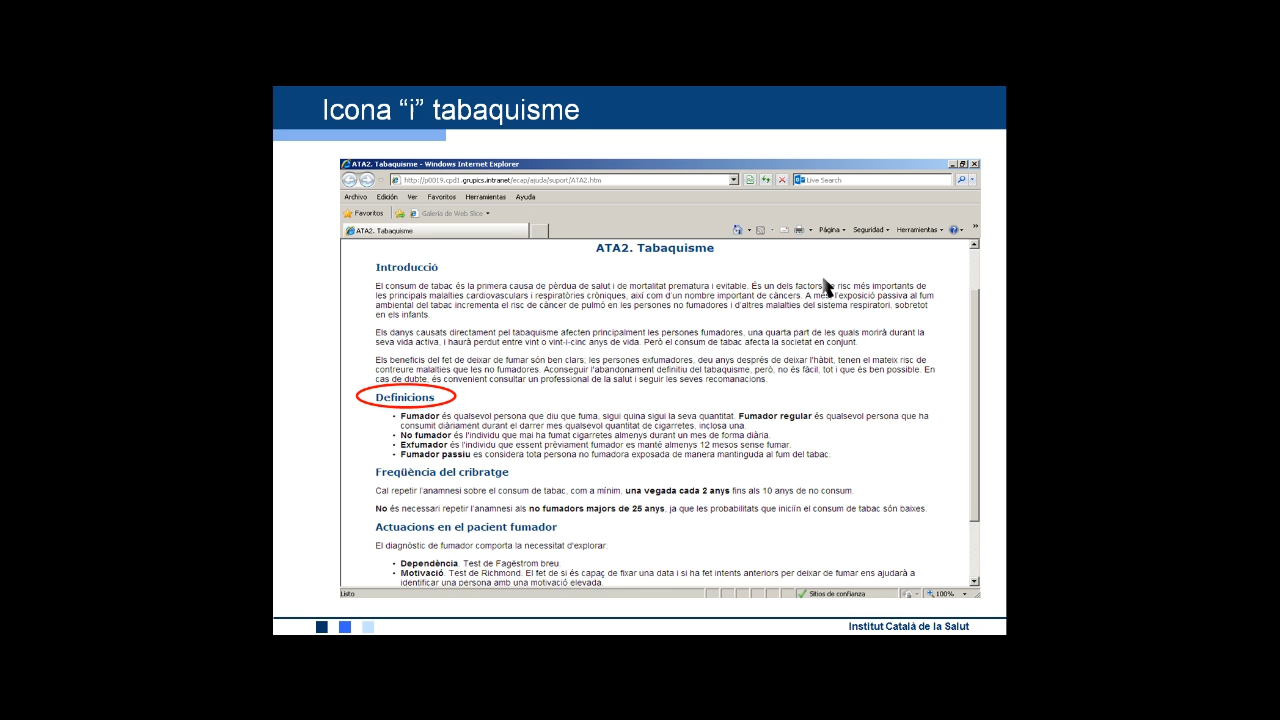 Icona “i” tabaquisme
ATA2. Tabaquisme - Windows Internet Explorer
http://p0019.cpd1.grupics.intranet/ecap/ajuda/suport/ATA2.htm
Live Search
Archivo Edición Ver Favoritos Herramientas Ayuda
Favoritos Galería de Web Slice
ATA2. Tabaquisme
Página Seguridad Herramientas
ATA2. Tabaquisme
Introducció
El consum de tabac és la primera causa de pèrdua de salut i de mortalitat prematura i evitable. És un dels factors de risc més importants de
les principals malalties cardiovasculars i respiratòries cròniques, així com d'un nombre important de càncers. A més l'exposició passiva al fum
ambiental del tabac incrementa el risc de càncer de pulmó en les persones no fumadores i d'altres malalties del sistema respiratori, sobretot
en els infants.
Els danys causats directament pel tabaquisme afecten principalment les persones fumadores, una quarta part de les quals morirà durant la
seva vida activa, i haurà perdut entre vint o vint-i-cinc anys de vida. Però el consum de tabac afecta la societat en conjunt.
Els beneficis del fet de deixar de fumar són ben clars; les persones exfumadores, deu anys després de deixar l'hàbit, tenen el mateix risc de
contreure malalties que les no fumadores. Aconseguir l'abandonament definitiu del tabaquisme, però, no és fàcil, tot i que és ben possible. En
cas de dubte, és convenient consultar un professional de la salut i seguir les seves recomanacions.
Definicions
• Fumador és qualsevol persona que diu que fuma, sigui quina sigui la seva quantitat. Fumador regular és qualsevol persona que ha
consumit diàriament durant el darrer mes qualsevol quantitat de cigarretes, inclosa una.
• No fumador és l'individu que mai ha fumat cigarretes almenys durant un mes de forma diària.
• Exfumador és l'individu que essent prèviament fumador es manté almenys 12 mesos sense fumar.
• Fumador passiu es considera tota persona no fumadora exposada de manera mantinguda al fum del tabac.
Freqüència del cribratge
Cal repetir l'anamnesi sobre el consum de tabac, com a mínim, una vegada cada 2 anys fins als 10 anys de no consum.
No és necessari repetir l'anamnesi als no fumadors majors de 25 anys, ja que les probabilitats que iniciïn el consum de tabac són baixes.
Actuacions en el pacient fumador
El diagnòstic de fumador comporta la necessitat d'explorar:
• Dependència. Test de Fagëstrom breu.
• Motivació. Test de Richmond. El fet de si és capaç de fixar una data i si ha fet intents anteriors per deixar de fumar ens ajudarà a
identificar una persona amb una motivació elevada.
Listo Sitios de confianza 100%
Institut Català de la Salut